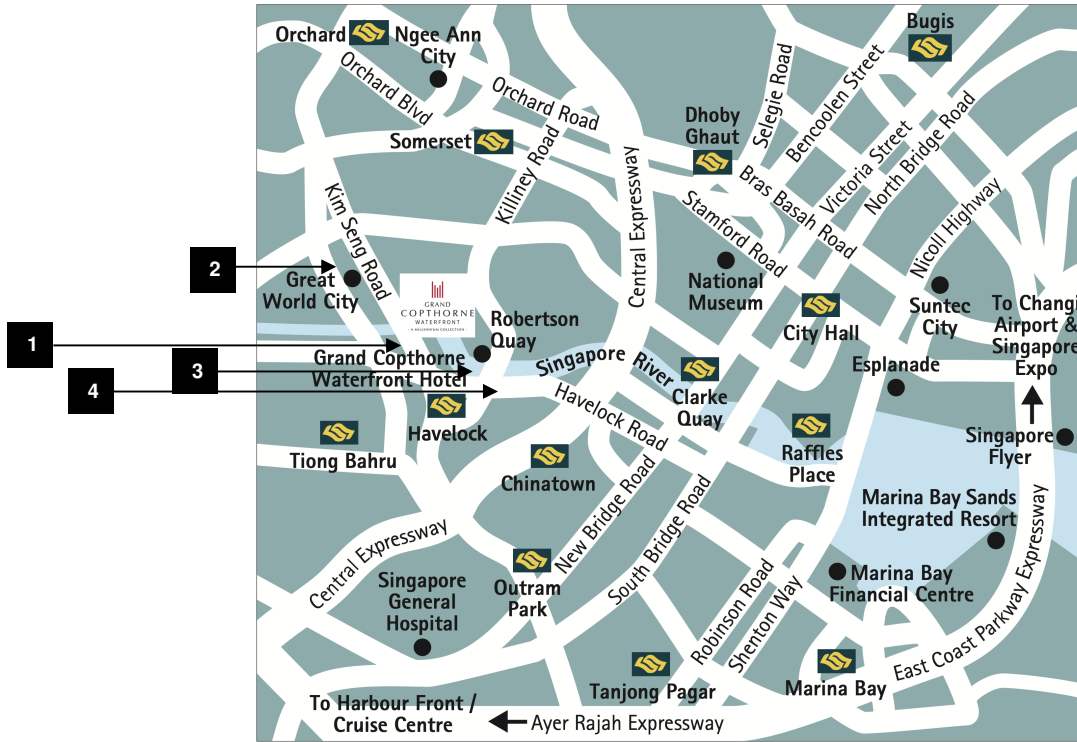 Orchard
Ngee Ann
City
Bugis
Orchard Blvd
Orchard Road
Selegie Road
Bencoolen Street
Dhoby
Ghaut
Somerset
Killiney Road
Central Expressway
Victoria Street
North Bridge Road
Bras Basah Road
Stamford Road
Nicoll Highway
Kim Seng Road
2
Great
World City
GRAND
COPTHORNE
WATERFRONT
- A MILLENNIUM COLLECTION -
National
Museum
Suntec
City
To Changi
Airport &
Singapore
Expo
City Hall
1
Robertson
Quay
Grand Copthorne
Waterfront Hotel
3
4
Singapore River
Esplanade
Clarke
Quay
Havelock Road
Havelock
Raffles
Place
Singapore
Flyer
Tiong Bahru
Chinatown
New Bridge Road
South Bridge Road
Marina Bay Sands
Integrated Resort
Central Expressway
Singapore
General
Hospital
Outram
Park
Robinson Road
Shenton Way
Marina Bay
Financial Centre
East Coast Parkway Expressway
Tanjong Pagar
Marina Bay
To Harbour Front /
Cruise Centre
Ayer Rajah Expressway